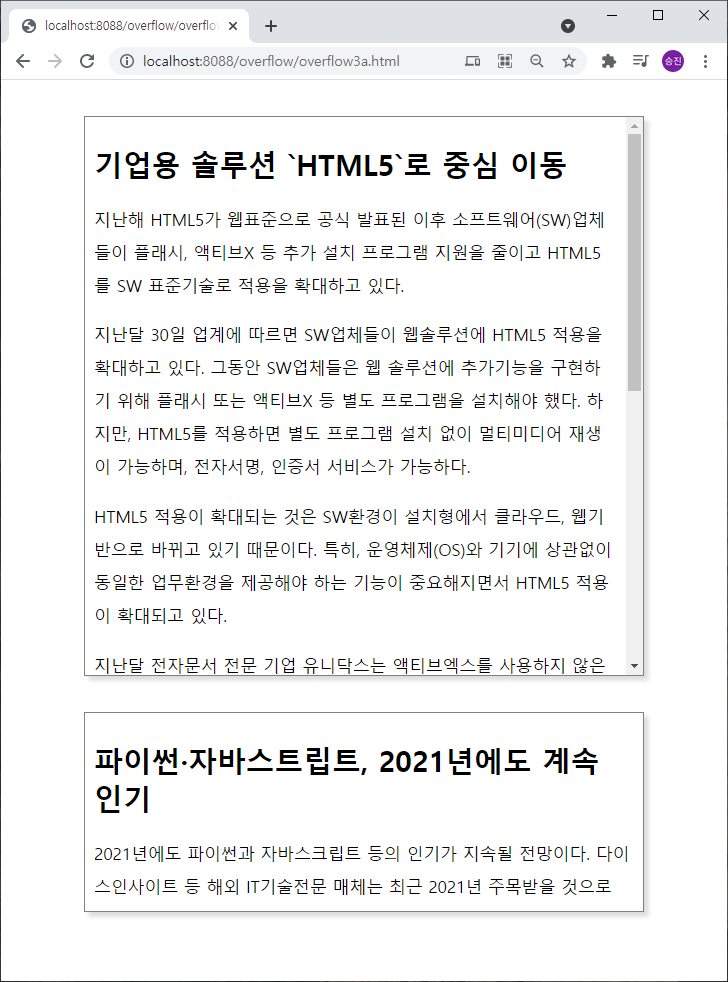 localhost:8088/overflow/overflow
localhost:8088/overflow/overflow3a.html
승진
기업용 솔루션 `HTML5`로 중심 이동
지난해 HTML5가 웹표준으로 공식 발표된 이후 소프트웨어(SW)업체
들이 플래시, 액티브X 등 추가 설치 프로그램 지원을 줄이고 HTML5
를 SW 표준기술로 적용을 확대하고 있다.
지난달 30일 업계에 따르면 SW업체들이 웹솔루션에 HTML5 적용을
확대하고 있다. 그동안 SW업체들은 웹 솔루션에 추가기능을 구현하
기 위해 플래시 또는 액티브X 등 별도 프로그램을 설치해야 했다. 하
지만, HTML5를 적용하면 별도 프로그램 설치 없이 멀티미디어 재생
이 가능하며, 전자서명, 인증서 서비스가 가능하다.
HTML5 적용이 확대되는 것은 SW환경이 설치형에서 클라우드, 웹기
반으로 바뀌고 있기 때문이다. 특히, 운영체제(OS)와 기기에 상관없이
동일한 업무환경을 제공해야 하는 기능이 중요해지면서 HTML5 적용
이 확대되고 있다.
지난달 전자문서 전문 기업 유니닥스는 액티브엑스를 사용하지 않은
파이썬·자바스트립트, 2021년에도 계속
인기
2021년에도 파이썬과 자바스크립트 등의 인기가 지속될 전망이다. 다이
스인사이트 등 해외 IT기술전문 매체는 최근 2021년 주목받을 것으로